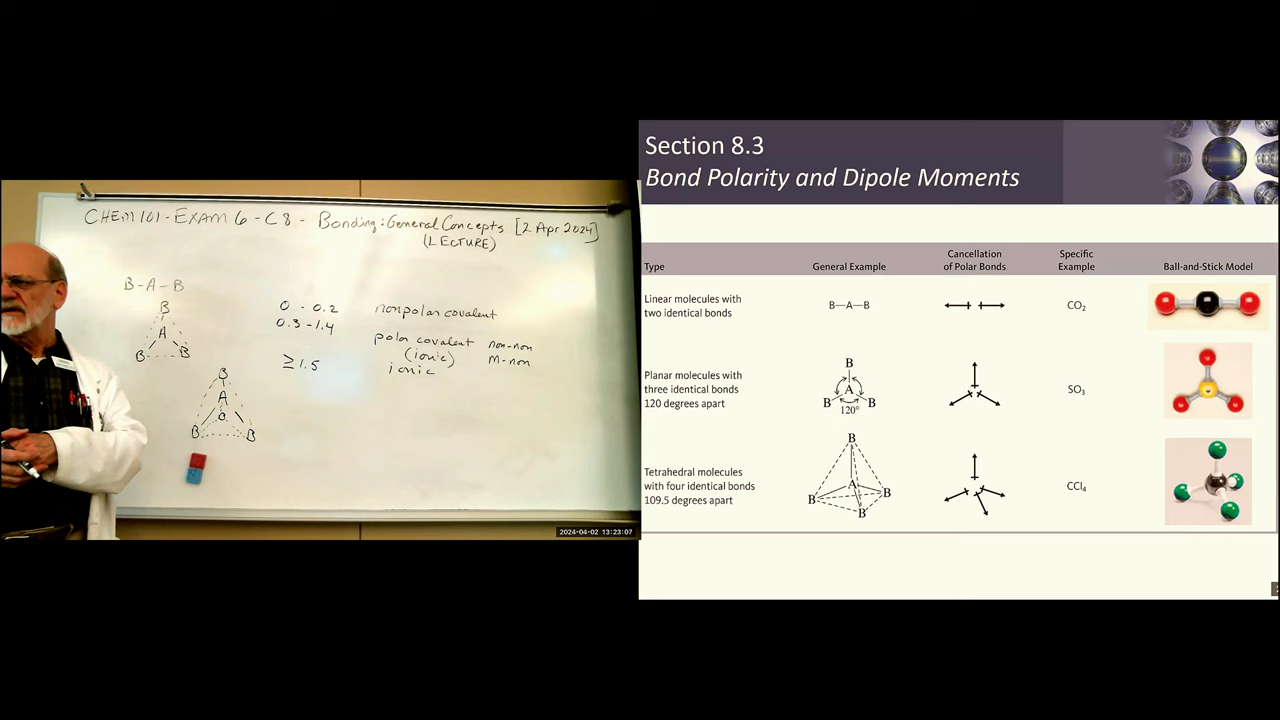 CHEM 101 - EXAM 6 - C8 - Bonding: General Concepts [2 Apr 2024]
(LECTURE)
B-A-B
B
A
B B
B
A
B
B B
0 - 0.2 nonpolar covalent
0.3 - 1.4
polar covalent non-non
(ionic) M-non
≥ 1.5 ionic
2024-04-02 13:23:07
Section 8.3
Bond Polarity and Dipole Moments
Type General Example Cancellation of Polar Bonds Specific Example Ball-and-Stick Model
Linear molecules with
two identical bonds
B—A—B
CO₂
Planar molecules with
three identical bonds
120 degrees apart
B
A
B B
120°
SO₃
Tetrahedral molecules
with four identical bonds
109.5 degrees apart
B
A
B B
B
CCl₄